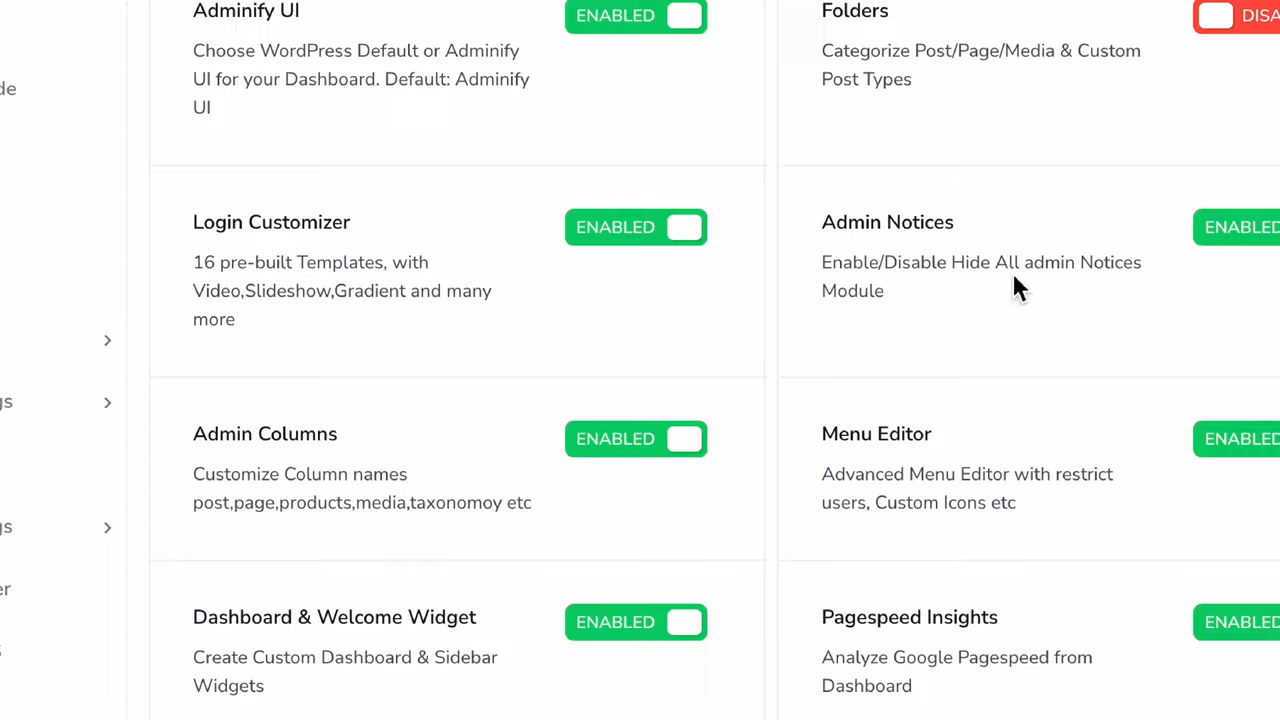 Adminify UI
ENABLED
Choose WordPress Default or Adminify
UI for your Dashboard. Default: Adminify
UI
Folders
DISA
Categorize Post/Page/Media & Custom
Post Types
de
Login Customizer
ENABLED
16 pre-built Templates, with
Video,Slideshow,Gradient and many
more
Admin Notices
ENABLED
Enable/Disable Hide All admin Notices
Module
gs
Admin Columns
ENABLED
Customize Column names
post,page,products,media,taxonomoy etc
Menu Editor
ENABLED
Advanced Menu Editor with restrict
users, Custom Icons etc
gs
er
Dashboard & Welcome Widget
ENABLED
Create Custom Dashboard & Sidebar
Widgets
Pagespeed Insights
ENABLED
Analyze Google Pagespeed from
Dashboard